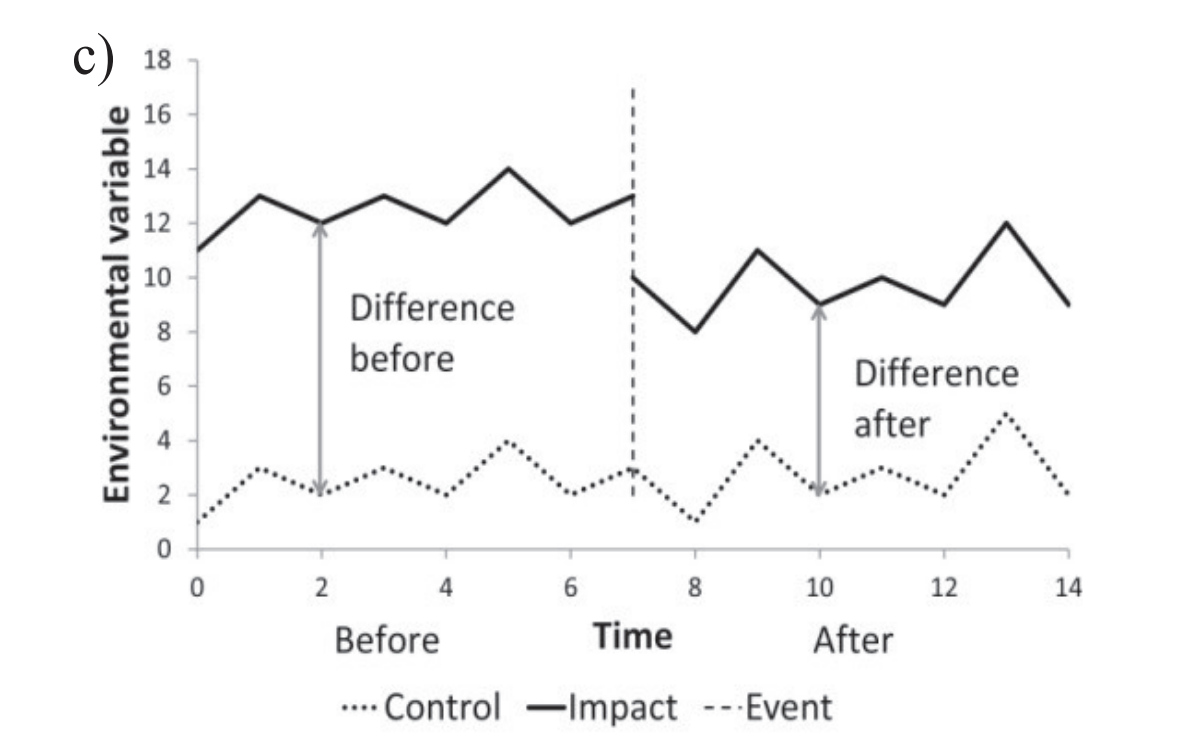 c)
Environmental variable
18
16
14
12
10
8
6
4
2
0
Difference
before
Difference
after
0 2 4 6 8 10 12 14
Before Time After
Control Impact Event